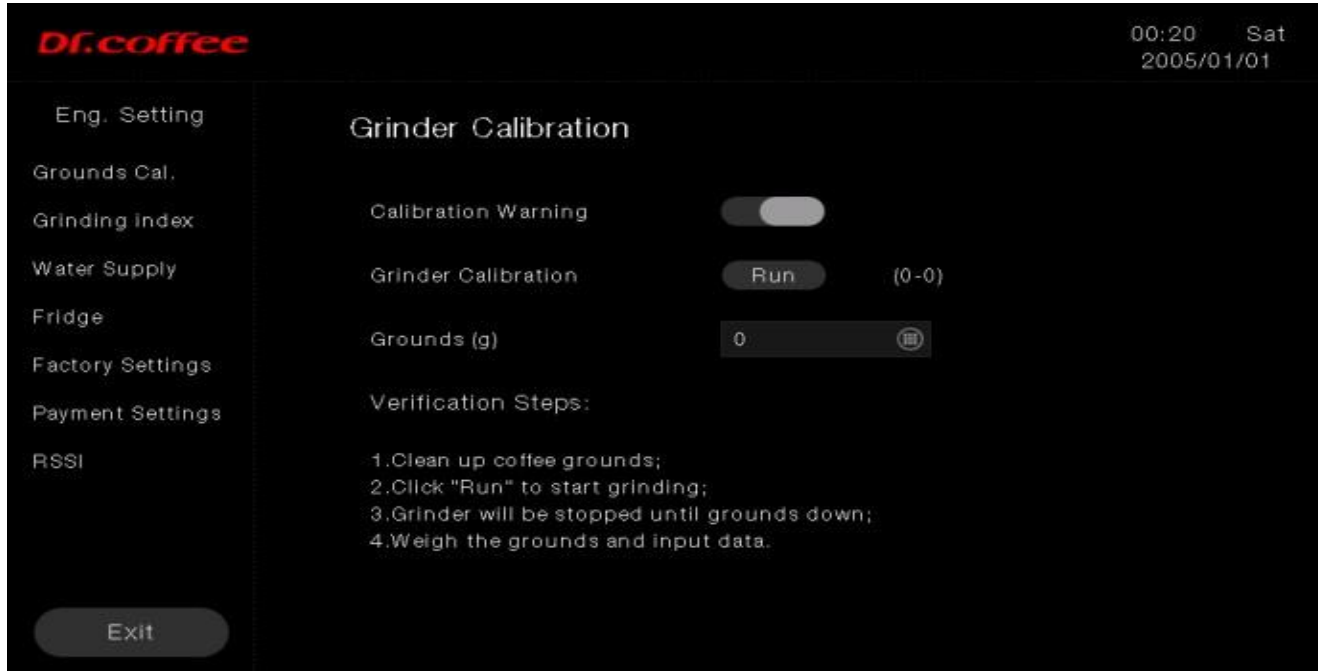 Dr.coffee
00:20 Sat
2005/01/01
Eng. Setting
Grounds Cal.
Grinding index
Water Supply
Fridge
Factory Settings
Payment Settings
RSSI
Exit
Grinder Calibration
Calibration Warning
Grinder Calibration Run (0-0)
Grounds (g) 0
Verification Steps:
1.Clean up coffee grounds;
2.Click "Run" to start grinding;
3.Grinder will be stopped until grounds down;
4.Weigh the grounds and input data.